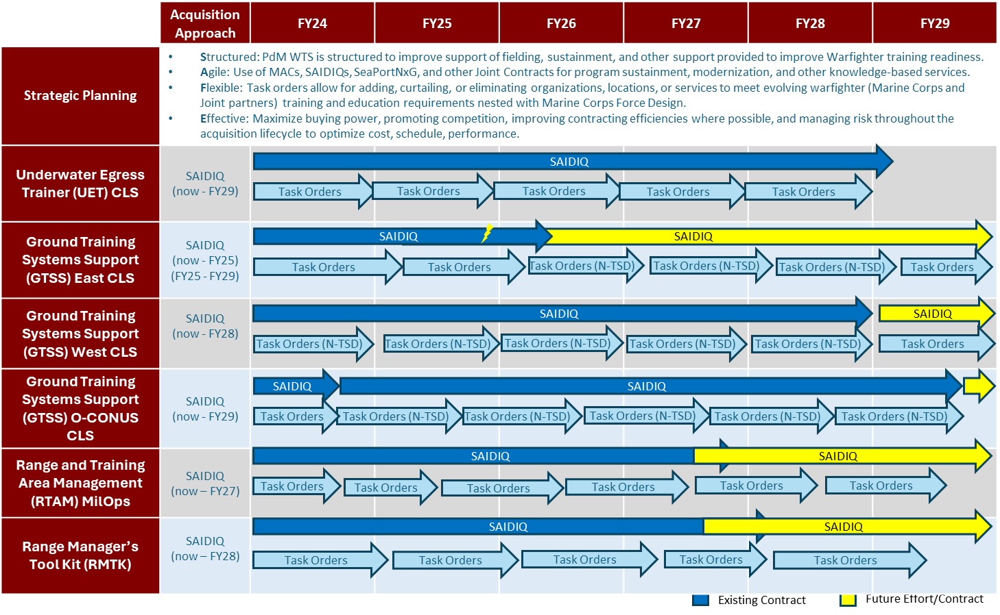 Acquisition
Approach
FY24
FY25
FY26
FY27
FY28
FY29
Strategic Planning
• Structured: PdM WTS is structured to improve support of fielding, sustainment, and other support provided to improve Warfighter training readiness.
• Agile: Use of MACs, SAIDIQs, SeaPortNxG, and other Joint Contracts for program sustainment, modernization, and other knowledge-based services.
• Flexible: Task orders allow for adding, curtailing, or eliminating organizations, locations, or services to meet evolving warfighter (Marine Corps and
Joint partners) training and education requirements nested with Marine Corps Force Design.
• Effective: Maximize buying power, promoting competition, improving contracting efficiencies where possible, and managing risk throughout the
acquisition lifecycle to optimize cost, schedule, performance.
Underwater Egress
Trainer (UET) CLS
SAIDIQ
(now - FY29)
SAIDIQ
Task Orders
Task Orders
Task Orders
Task Orders
Task Orders
Ground Training
Systems Support
(GTSS) East CLS
SAIDIQ
(now - FY25)
(FY25 - FY29)
SAIDIQ
SAIDIQ
Task Orders
Task Orders
Task Orders (N-TSD)
Task Orders (N-TSD)
Task Orders (N-TSD)
Task Orders
Ground Training
Systems Support
(GTSS) West CLS
SAIDIQ
(now - FY28)
SAIDIQ
SAIDIQ
Task Orders (N-TSD)
Task Orders (N-TSD)
Task Orders (N-TSD)
Task Orders (N-TSD)
Task Orders (N-TSD)
Task Orders
Ground Training
Systems Support
(GTSS) O-CONUS
CLS
SAIDIQ
(now - FY29)
SAIDIQ
SAIDIQ
Task Orders
Task Orders (N-TSD)
Task Orders (N-TSD)
Task Orders (N-TSD)
Task Orders (N-TSD)
Task Orders (N-TSD)
Range and Training
Area Management
(RTAM) MilOps
SAIDIQ
(now – FY27)
SAIDIQ
SAIDIQ
Task Orders
Task Orders
Task Orders
Task Orders
Task Orders
Task Orders
Range Manager’s
Tool Kit (RMTK)
SAIDIQ
(now – FY28)
SAIDIQ
SAIDIQ
Task Orders
Task Orders
Task Orders
Task Orders
Task Orders
Existing Contract
Future Effort/Contract